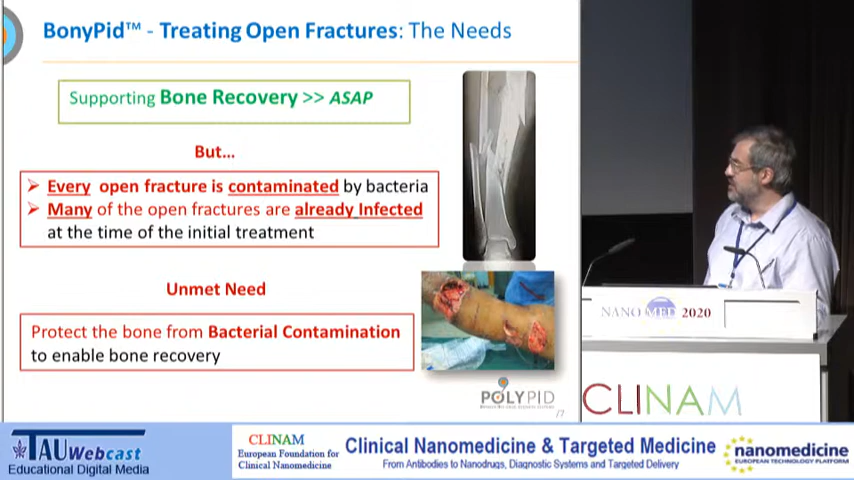 BonyPid™ - Treating Open Fractures: The Needs
Supporting Bone Recovery >> ASAP
But...
➢ Every open fracture is contaminated by bacteria
➢ Many of the open fractures are already Infected
at the time of the initial treatment
Unmet Need
Protect the bone from Bacterial Contamination
to enable bone recovery
POLYPID
/7
NANO MED 2020
CLINAM
TAU Webcast
Educational Digital Media
CLINAM
European Foundation for
Clinical Nanomedicine
Clinical Nanomedicine & Targeted Medicine
From Antibodies to Nanodrugs, Diagnostic Systems and Targeted Delivery
nanomedicine
EUROPEAN TECHNOLOGY PLATFORM